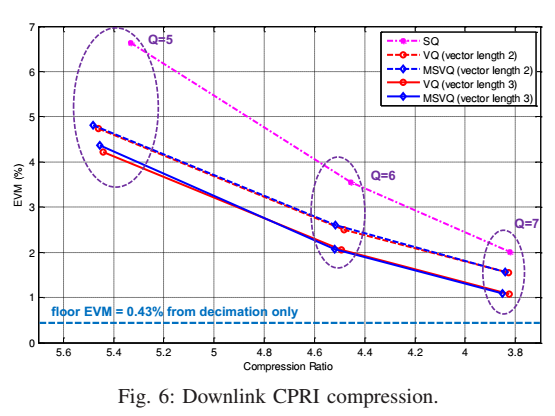 7
6
5
4
3
2
1
0
EVM (%)
Q=5
Q=6
Q=7
SQ
VQ (vector length 2)
MSVQ (vector length 2)
VQ (vector length 3)
MSVQ (vector length 3)
floor EVM = 0.43% from decimation only
5.6 5.4 5.2 5 4.8 4.6 4.4 4.2 4 3.8
Compression Ratio
Fig. 6: Downlink CPRI compression.